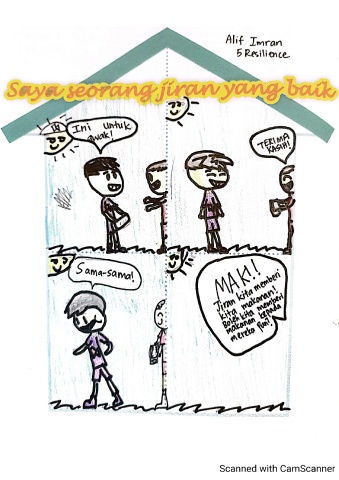 Alif Imran
5 Resilience
Saya seorang jiran yang baik
Ini untuk
awak!
TERIMA
KASIH!
Sama-sama!
MAK!!
Jiran kita memberi
kita makanan!
Boleh kita memberi
makanan kepada
mereka pun!
Scanned with CamScanner